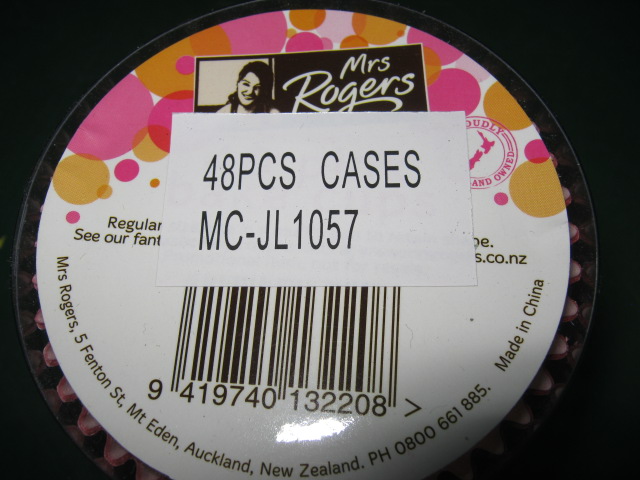 Mrs
Rogers
48PCS CASES
MC-JL1057
Regular
See our fant
s.co.nz
Mrs Rogers, 5 Fenton St, Mt Eden, Auckland, New Zealand. PH 0800 661 885. Made in China
9 419740 132208 >